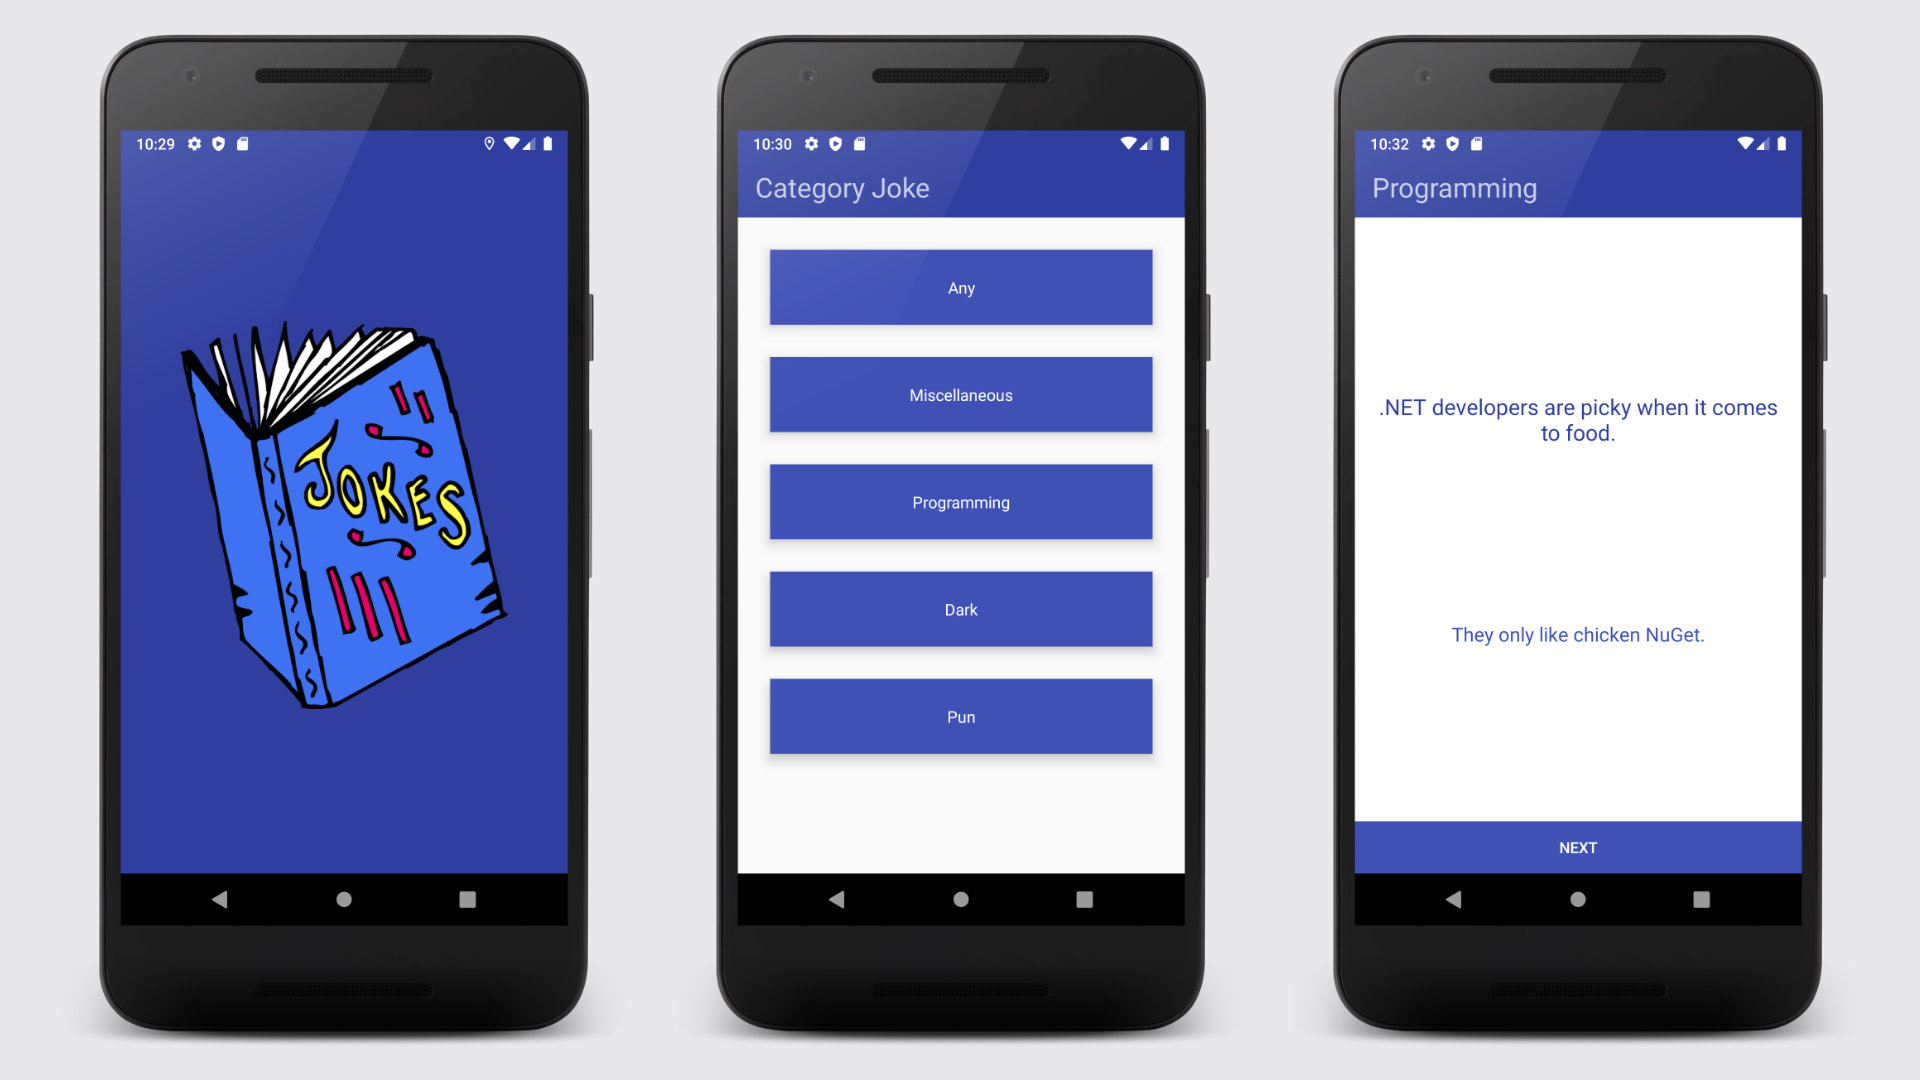 10:29
JOKES
10:30
Category Joke
Any
Miscellaneous
Programming
Dark
Pun
10:32
Programming
.NET developers are picky when it comes
to food.
They only like chicken NuGet.
NEXT